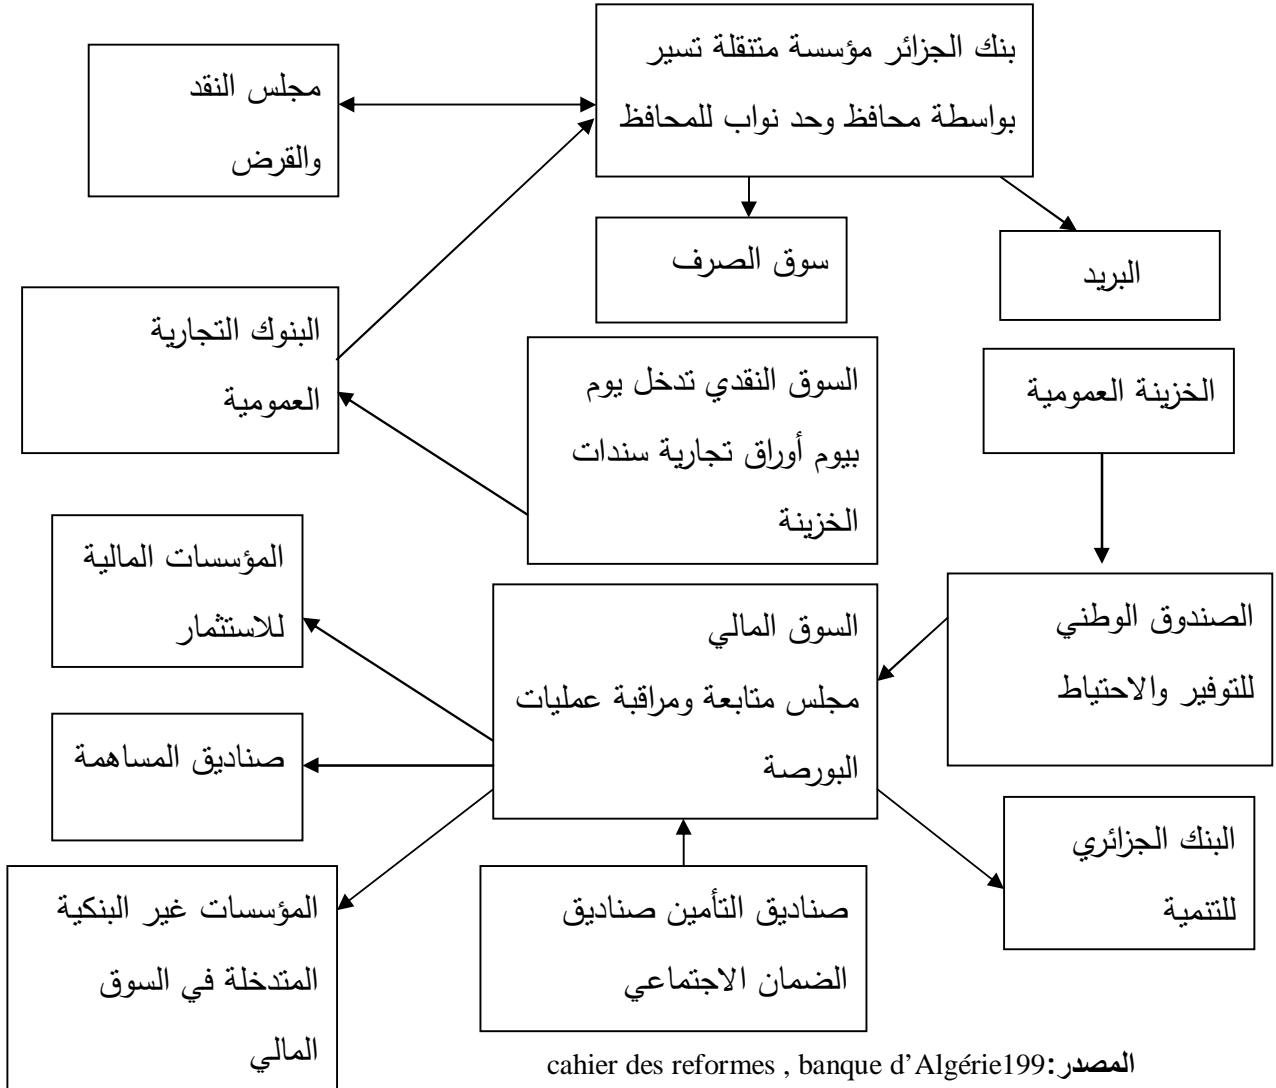 بنك الجزائر مؤسسة متنقلة تسير
بواسطة محافظ وحد نواب للمحافظ
مجلس النقد
والقرض
سوق الصرف
البريد
البنوك التجارية
العمومية
السوق النقدي تدخل يوم
بيوم أوراق تجارية سندات
الخزينة
الخزينة العمومية
المؤسسات المالية
للاستثمار
السوق المالي
مجلس متابعة ومراقبة عمليات
البورصة
الصندوق الوطني
للتوفير والاحتياط
صناديق المساهمة
البنك الجزائري
للتنمية
المؤسسات غير البنكية
المتدخلة في السوق
المالي
صناديق التأمين صناديق
الضمان الاجتماعي
المصدر:cahier des reformes , banque d’Algérie199